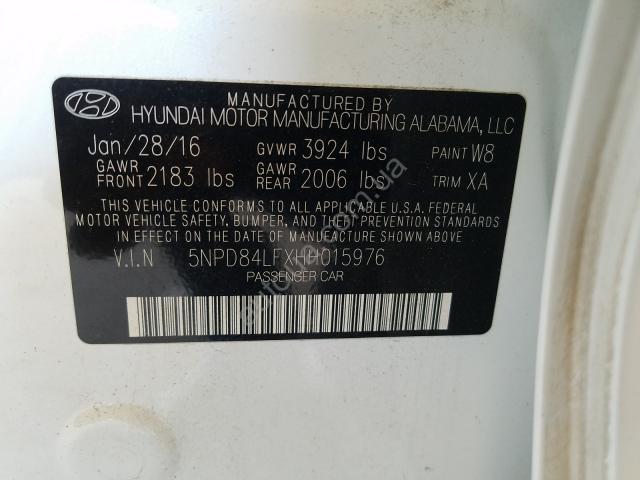 MANUFACTURED BY
HYUNDAI MOTOR MANUFACTURING ALABAMA, LLC
Jan/28/16 GVWR 3924 lbs PAINT W8
GAWR FRONT 2183 lbs GAWR REAR 2006 lbs TRIM XA
THIS VEHICLE CONFORMS TO ALL APPLICABLE U.S.A. FEDERAL
MOTOR VEHICLE SAFETY, BUMPER, AND THEFT PREVENTION STANDARDS
IN EFFECT ON THE DATE OF MANUFACTURE SHOWN ABOVE
V.I.N 5NPD84LFXHH015976
PASSENGER CAR